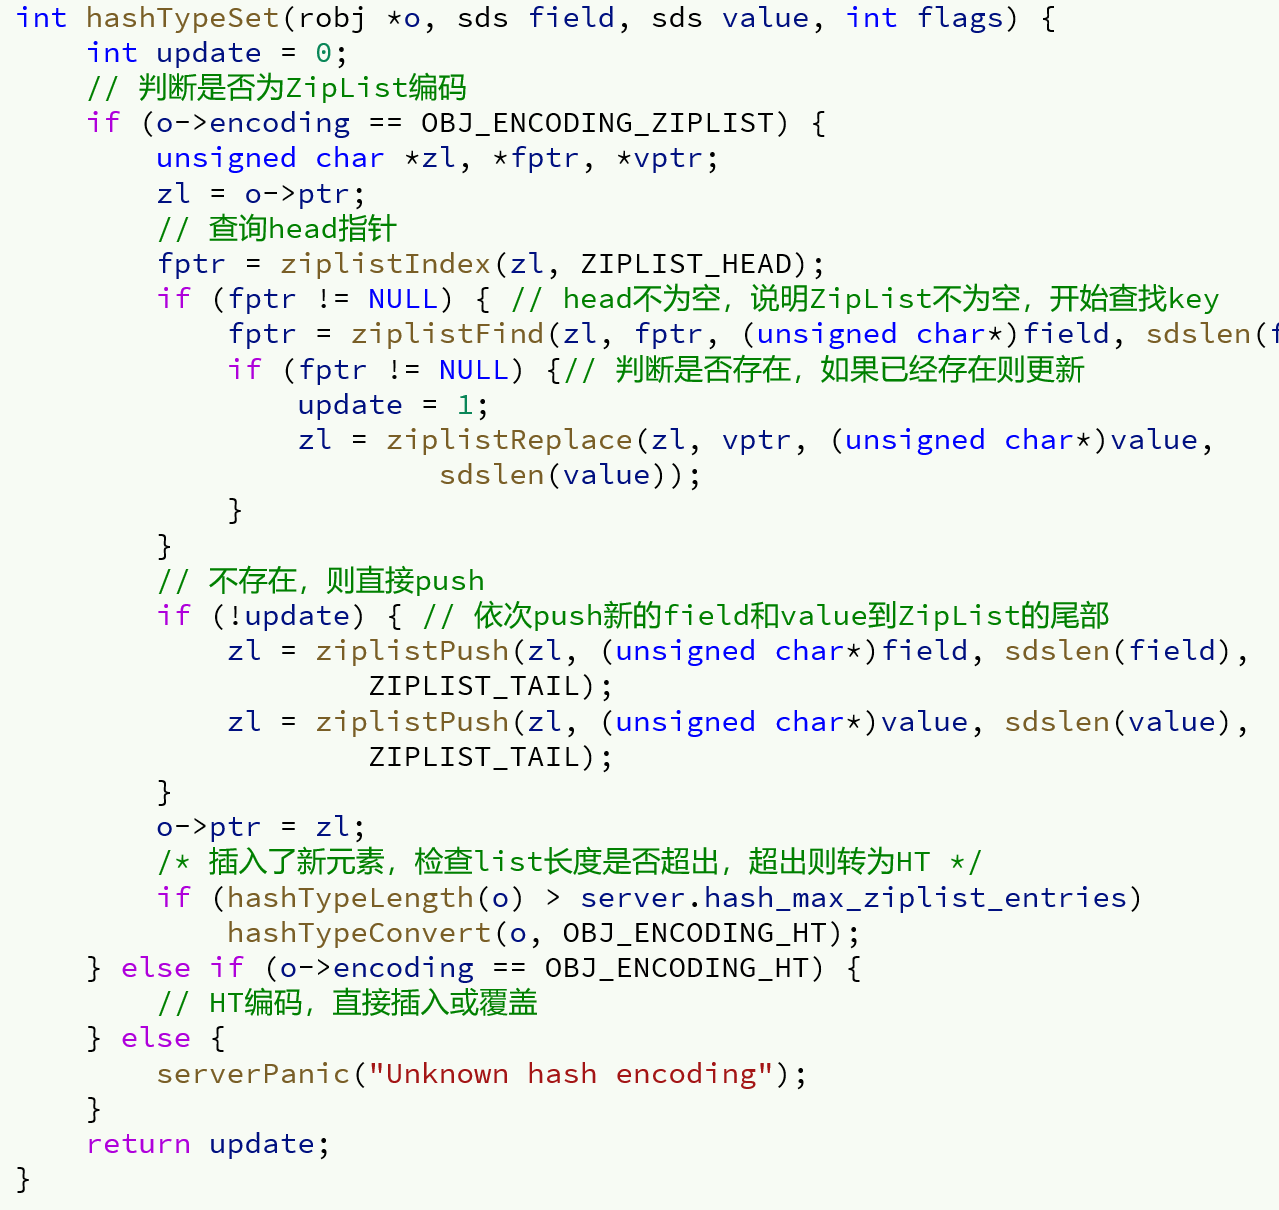 int hashTypeSet(robj *o, sds field, sds value, int flags) {
    int update = 0;
    // 判断是否为ZipList编码
    if (o->encoding == OBJ_ENCODING_ZIPLIST) {
        unsigned char *zl, *fptr, *vptr;
        zl = o->ptr;
        // 查询head指针
        fptr = ziplistIndex(zl, ZIPLIST_HEAD);
        if (fptr != NULL) { // head不为空，说明ZipList不为空，开始查找key
            fptr = ziplistFind(zl, fptr, (unsigned char*)field, sdslen(f
            if (fptr != NULL) {// 判断是否存在，如果已经存在则更新
                update = 1;
                zl = ziplistReplace(zl, vptr, (unsigned char*)value,
                        sdslen(value));
            }
        }
        // 不存在，则直接push
        if (!update) { // 依次push新的field和value到ZipList的尾部
            zl = ziplistPush(zl, (unsigned char*)field, sdslen(field),
                    ZIPLIST_TAIL);
            zl = ziplistPush(zl, (unsigned char*)value, sdslen(value),
                    ZIPLIST_TAIL);
        }
        o->ptr = zl;
        /* 插入了新元素，检查list长度是否超出，超出则转为HT */
        if (hashTypeLength(o) > server.hash_max_ziplist_entries)
            hashTypeConvert(o, OBJ_ENCODING_HT);
    } else if (o->encoding == OBJ_ENCODING_HT) {
        // HT编码，直接插入或覆盖
    } else {
        serverPanic("Unknown hash encoding");
    }
    return update;
}